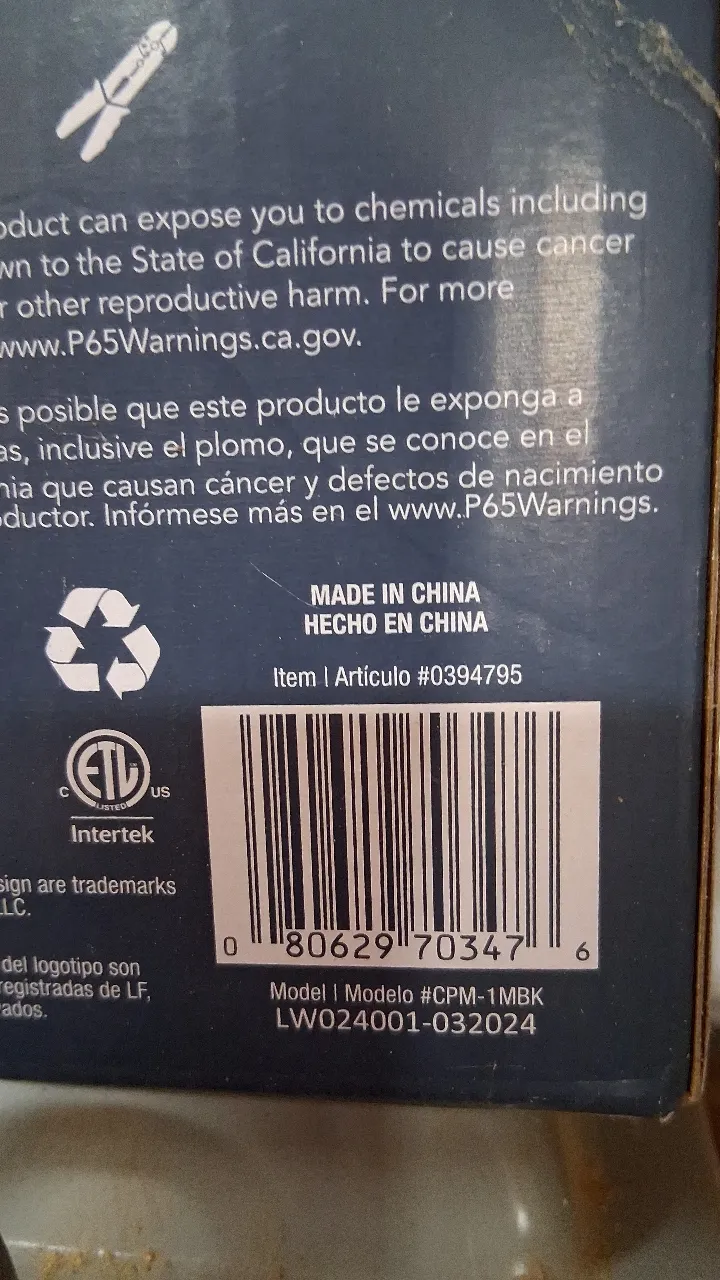 oduct can expose you to chemicals including
wn to the State of California to cause cancer
r other reproductive harm. For more
www.P65Warnings.ca.gov.
s posible que este producto le exponga a
as, inclusive el plomo, que se conoce en el
nia que causan cáncer y defectos de nacimiento
oductor. Infórmese más en el www.P65Warnings.
MADE IN CHINA
HECHO EN CHINA
Item | Artículo #0394795
C ETL US
LISTED
Intertek
sign are trademarks
LLC.
0 80629 70347 6
del logotipo son
registradas de LF,
vados.
Model | Modelo #CPM-1MBK
LW024001-032024